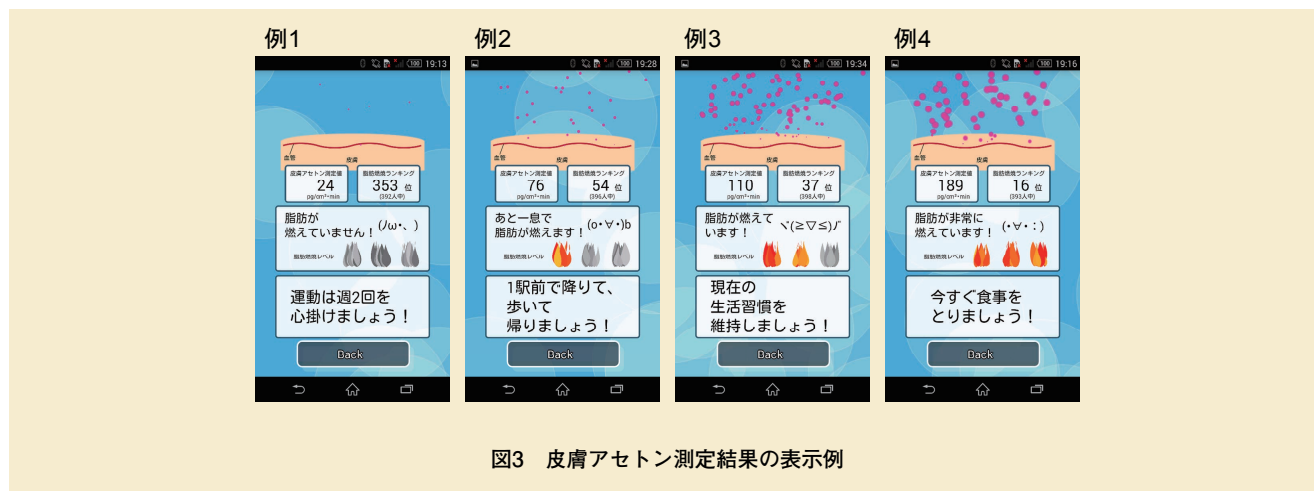 例1
19:13
100
血管
皮膚
皮膚アセトン測定値
24
pg/cm²・min
脂肪燃焼ランキング
353 位
(392人中)
脂肪が
燃えていません！(ﾉω･、)
脂肪燃焼レベル
運動は週2回を
心掛けましょう！
Back
例2
100
19:28
血管
皮膚
皮膚アセトン測定値
76
pg/cm²・min
脂肪燃焼ランキング
54 位
(396人中)
あと一息で
脂肪が燃えます！(o･∀･)b
脂肪燃焼レベル
1駅前で降りて、
歩いて
帰りましょう！
Back
例3
100
19:34
血管
皮膚
皮膚アセトン測定値
110
pg/cm²・min
脂肪燃焼ランキング
37 位
(398人中)
脂肪が燃えて
います！ヽ゛(≧▽≦)ﾉ゛
脂肪燃焼レベル
現在の
生活習慣を
維持しましょう！
Back
例4
100
19:16
血管
皮膚
皮膚アセトン測定値
189
pg/cm²・min
脂肪燃焼ランキング
16 位
(393人中)
脂肪が非常に
燃えています！(･∀･：)
脂肪燃焼レベル
今すぐ食事を
とりましょう！
Back
図3 皮膚アセトン測定結果の表示例